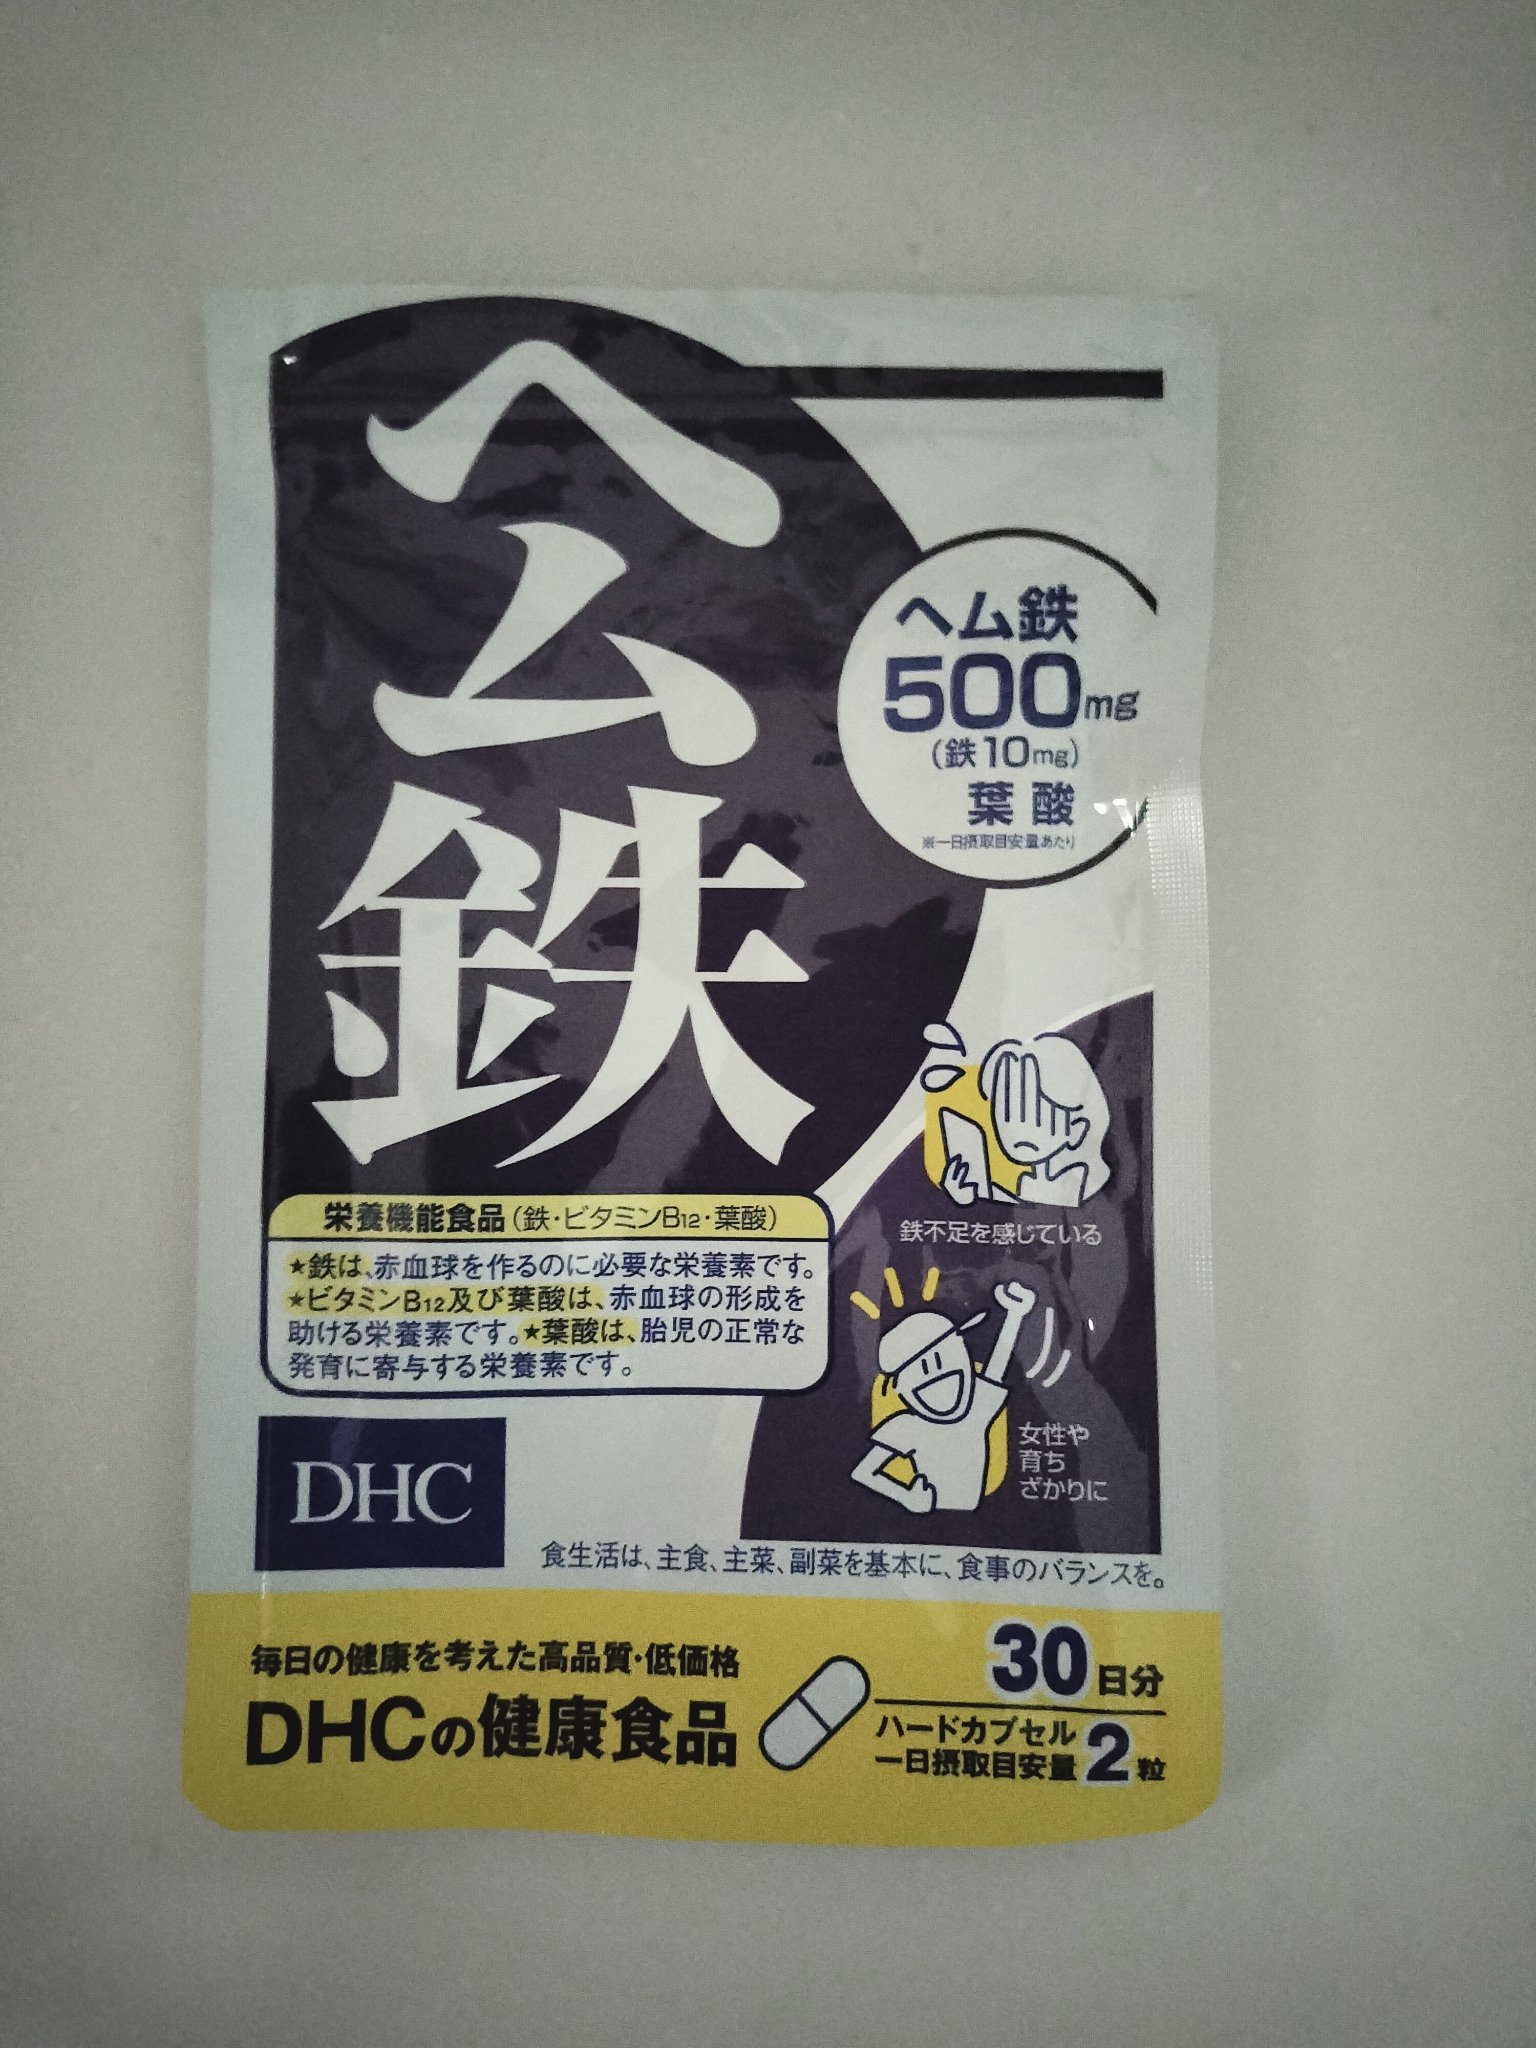 ヘム鉄
ヘム鉄
500mg
(鉄10mg)
葉酸
※一日摂取目安量あたり
鉄不足を感じている
栄養機能食品(鉄・ビタミンB12・葉酸)
★鉄は、赤血球を作るのに必要な栄養素です。
★ビタミンB12及び葉酸は、赤血球の形成を
助ける栄養素です。★葉酸は、胎児の正常な
発育に寄与する栄養素です。
女性や
育ち
ざかりに
DHC
食生活は、主食、主菜、副菜を基本に、食事のバランスを。
毎日の健康を考えた高品質・低価格
DHCの健康食品
30日分
ハードカプセル
一日摂取目安量 2粒